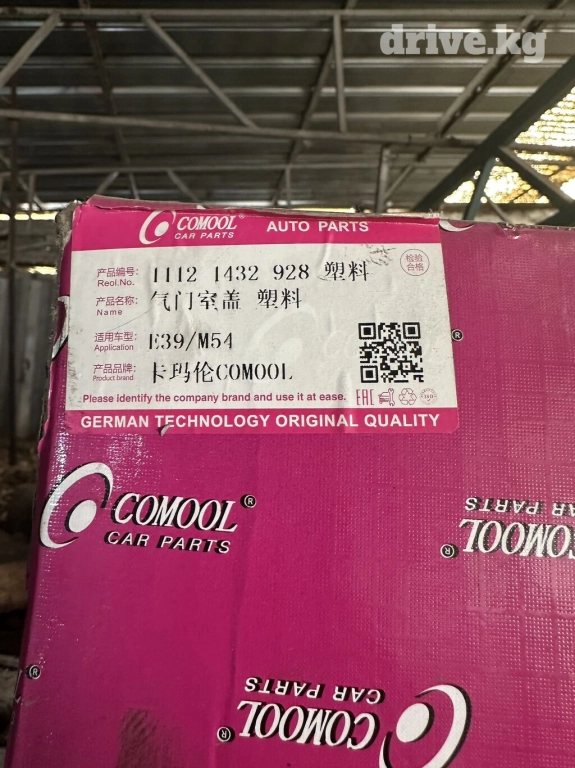 drive.kg
COMOOL
CAR PARTS
AUTO PARTS
产品编号: 1112 1432 928 塑料
Reol.No.
检验
合格
产品名称: 气门室盖 塑料
Name
适用车型: E39/M54
Application
产品品牌: 卡玛伦COMOOL
Product brand
Please identify the company brand and use it at ease.
EAC
GERMAN TECHNOLOGY ORIGINAL QUALITY
COMOOL®
CAR PARTS
COMOOL®
CAR PARTS
COMOOL®
CAR PARTS